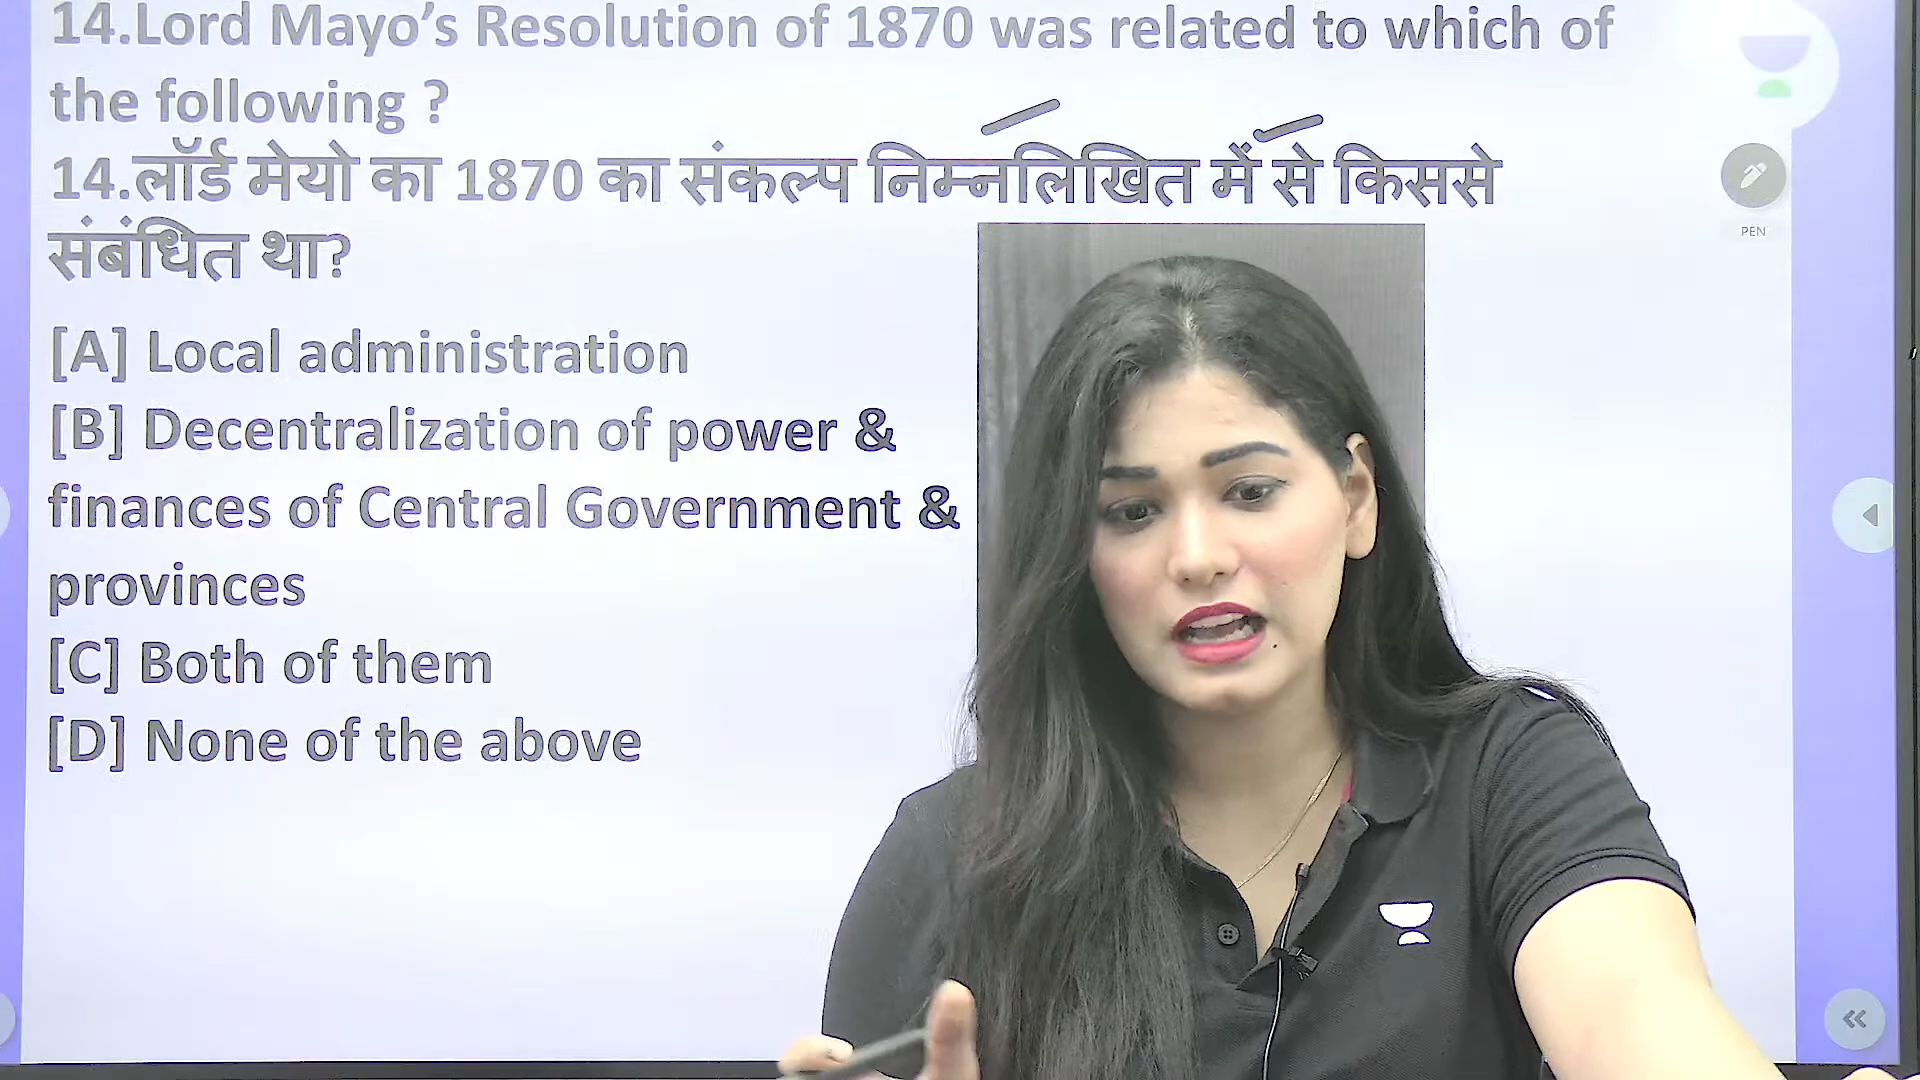 14.Lord Mayo’s Resolution of 1870 was related to which of
the following ?
14.लॉर्ड मेयो का 1870 का संकल्प निम्नलिखित में से किससे
संबंधित था?
[A] Local administration
[B] Decentralization of power &
finances of Central Government &
provinces
[C] Both of them
[D] None of the above
PEN